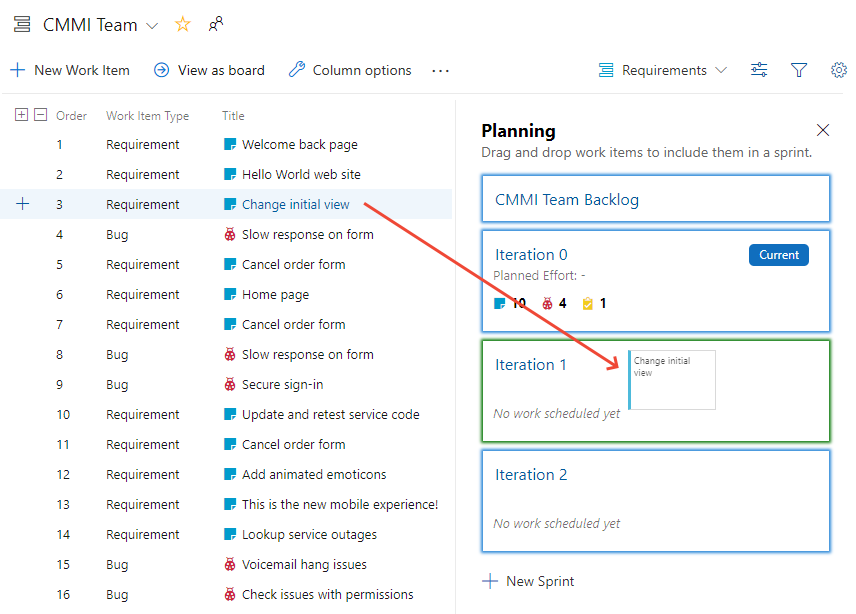 CMMI Team
New Work Item View as board Column options ... Requirements
Order Work Item Type Title
1 Requirement Welcome back page
2 Requirement Hello World web site
3 Requirement Change initial view
4 Bug Slow response on form
5 Requirement Cancel order form
6 Requirement Home page
7 Requirement Cancel order form
8 Bug Slow response on form
9 Bug Secure sign-in
10 Requirement Update and retest service code
11 Requirement Cancel order form
12 Requirement Add animated emoticons
13 Requirement This is the new mobile experience!
14 Requirement Lookup service outages
15 Bug Voicemail hang issues
16 Bug Check issues with permissions
Planning
Drag and drop work items to include them in a sprint.
CMMI Team Backlog
Iteration 0 Current
Planned Effort: -
10 4 1
Iteration 1
Change initial
view
No work scheduled yet
Iteration 2
No work scheduled yet
New Sprint